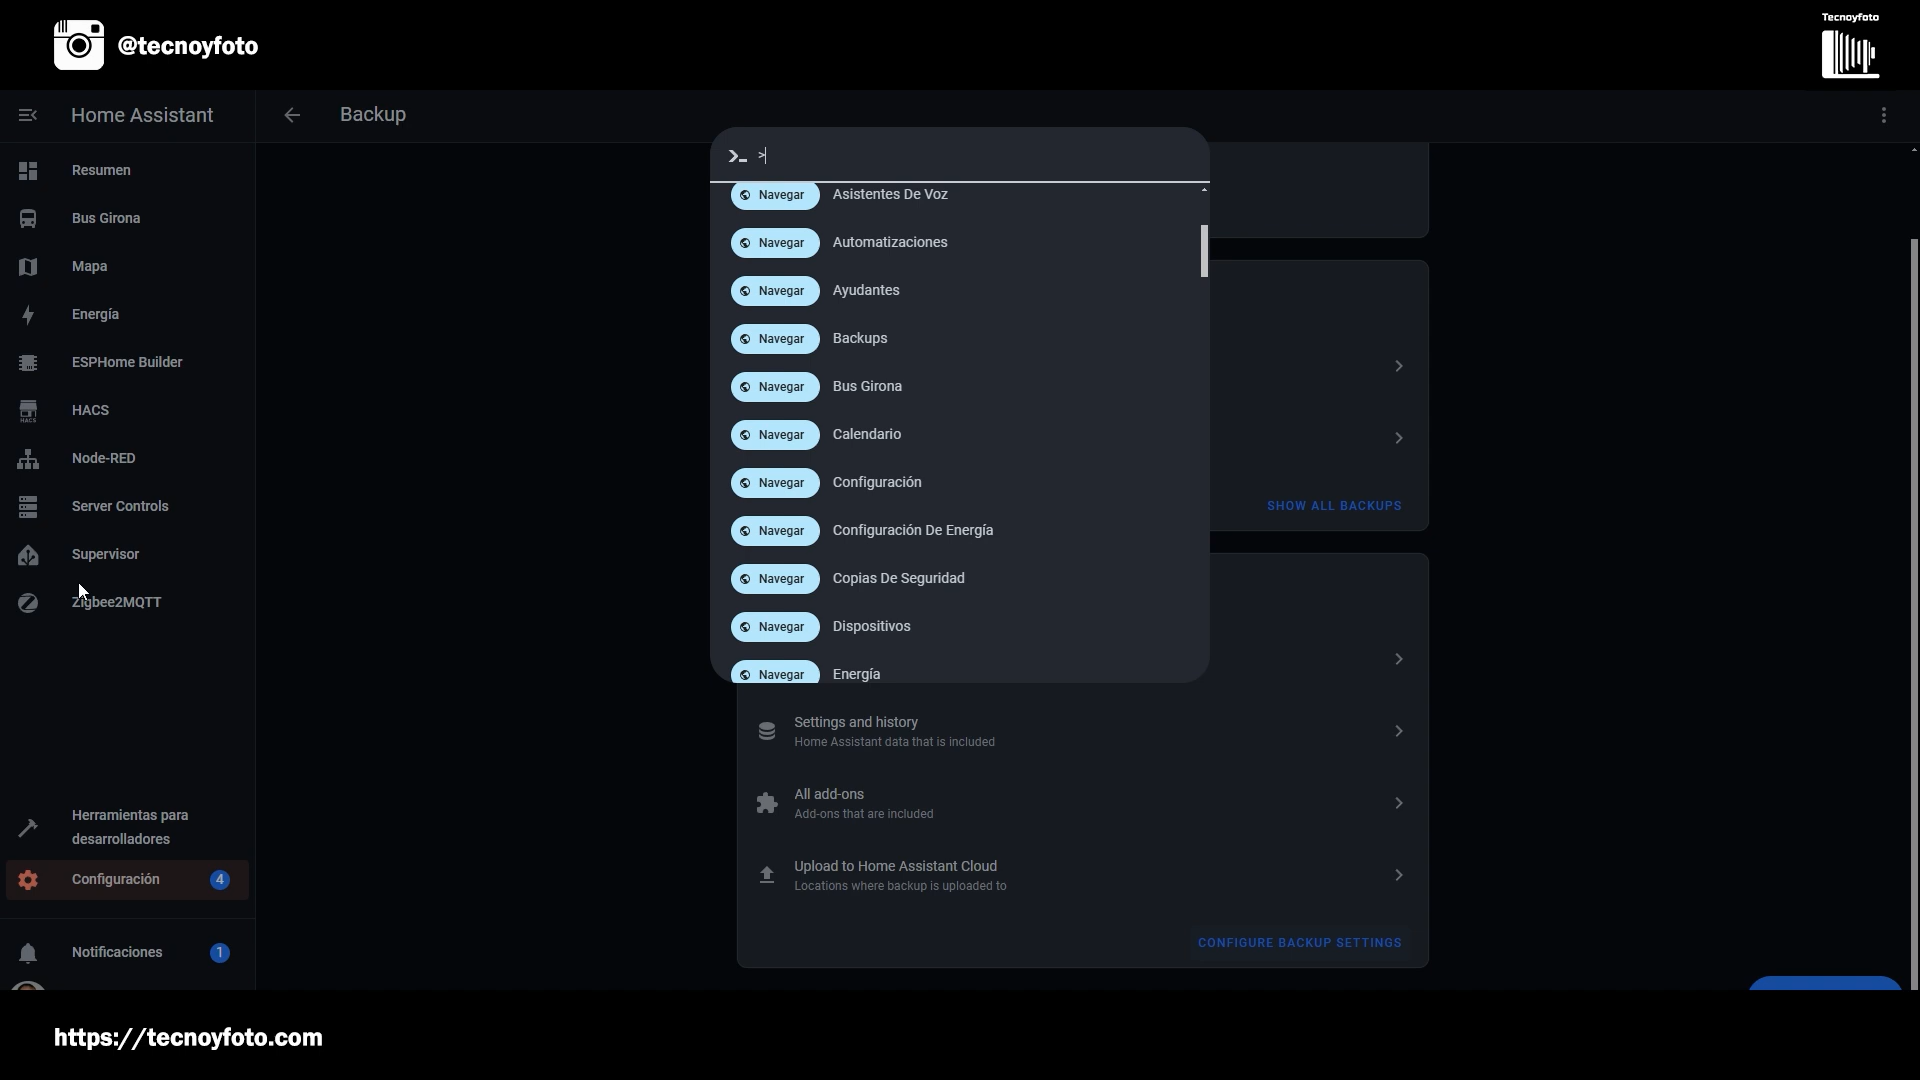 @tecnoyfoto
Tecnoyfoto
Home Assistant
Backup
Resumen
Bus Girona
Mapa
Energía
ESPHome Builder
HACS
HACS
Node-RED
Server Controls
Supervisor
Zigbee2MQTT
Herramientas para
desarrolladores
Configuración 4
Notificaciones 1
>
Navegar Asistentes De Voz
Navegar Automatizaciones
Navegar Ayudantes
Navegar Backups
Navegar Bus Girona
Navegar Calendario
Navegar Configuración
Navegar Configuración De Energía
Navegar Copias De Seguridad
Navegar Dispositivos
Navegar Energía
SHOW ALL BACKUPS
Settings and history
Home Assistant data that is included
All add-ons
Add-ons that are included
Upload to Home Assistant Cloud
Locations where backup is uploaded to
CONFIGURE BACKUP SETTINGS
https://tecnoyfoto.com